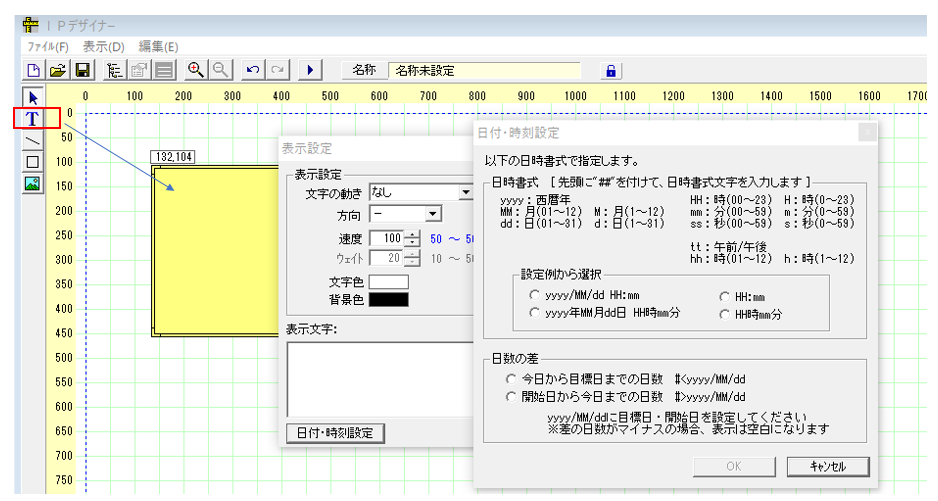 ＩＰデザイナー
ﾌｧｲﾙ(F) 表示(D) 編集(E)
名称 名称未設定
0 100 200 300 400 500 600 700 800 900 1000 1100 1200 1300 1400 1500 1600 1700
T
0
50
100
150
200
250
300
350
400
450
500
550
600
650
700
750
132,104
表示設定
表示設定
文字の動き なし
方向 －
速度 100 50 ～ 50
ウェイト 20 10 ～ 50
文字色
背景色
表示文字:
日付・時刻設定
日付・時刻設定
以下の日時書式で指定します。
日時書式 [ 先頭に"##"を付けて、日時書式文字を入力します ]
yyyy：西暦年 HH：時(00～23) H：時(0～23)
MM：月(01～12) M：月(1～12) mm：分(00～59) m：分(0～59)
dd：日(01～31) d：日(1～31) ss：秒(00～59) s：秒(0～59)
tt：午前/午後
hh：時(01～12) h：時(1～12)
設定例から選択
yyyy/MM/dd HH:mm HH:mm
yyyy年MM月dd日 HH時mm分 HH時mm分
日数の差
今日から目標日までの日数 #<yyyy/MM/dd
開始日から今日までの日数 #>yyyy/MM/dd
yyyy/MM/ddに目標日・開始日を設定してください
※差の日数がマイナスの場合、表示は空白になります
OK ｷｬﾝｾﾙ